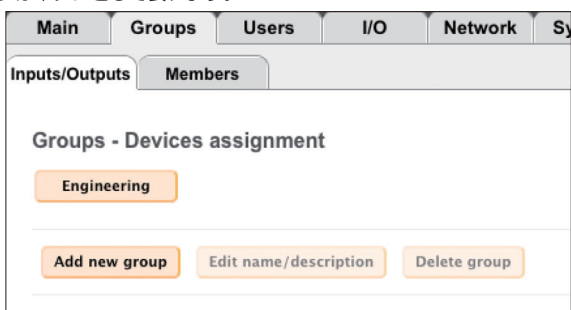 Main Groups Users I/O Network
Inputs/Outputs Members
Groups - Devices assignment
Engineering
Add new group Edit name/description Delete group